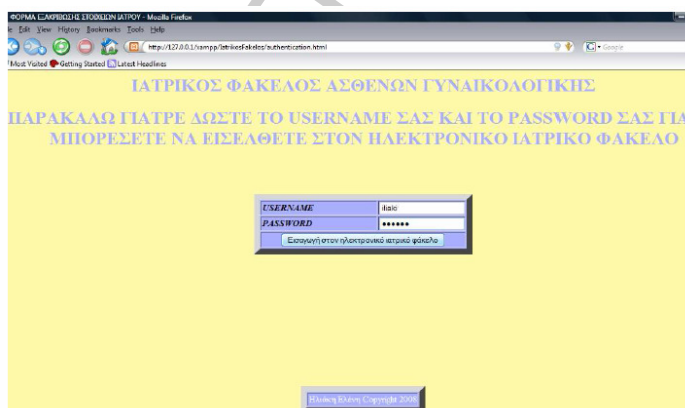 ΦΟΡΜΑ ΕΞΑΚΡΙΒΩΣΗΣ ΣΤΟΙΧΕΙΩΝ ΙΑΤΡΟΥ - Mozilla Firefox
le Edit View History Bookmarks Tools Help
http://127.0.0.1/xampp/IatrikosFakelos/authentication.html
Google
Most Visited Getting Started Latest Headlines
ΙΑΤΡΙΚΟΣ ΦΑΚΕΛΟΣ ΑΣΘΕΝΩΝ ΓΥΝΑΙΚΟΛΟΓΙΚΗΣ
ΠΑΡΑΚΑΛΩ ΓΙΑΤΡΕ ΔΩΣΤΕ ΤΟ USERNAME ΣΑΣ ΚΑΙ ΤΟ PASSWORD ΣΑΣ ΓΙΑ
ΜΠΟΡΕΣΕΤΕ ΝΑ ΕΙΣΕΛΘΕΤΕ ΣΤΟΝ ΗΛΕΚΤΡΟΝΙΚΟ ΙΑΤΡΙΚΟ ΦΑΚΕΛΟ
USERNAME
PASSWORD ••••••
Εισαγωγή στον ηλεκτρονικό ιατρικό φάκελο
Ελένη Copyright 2008